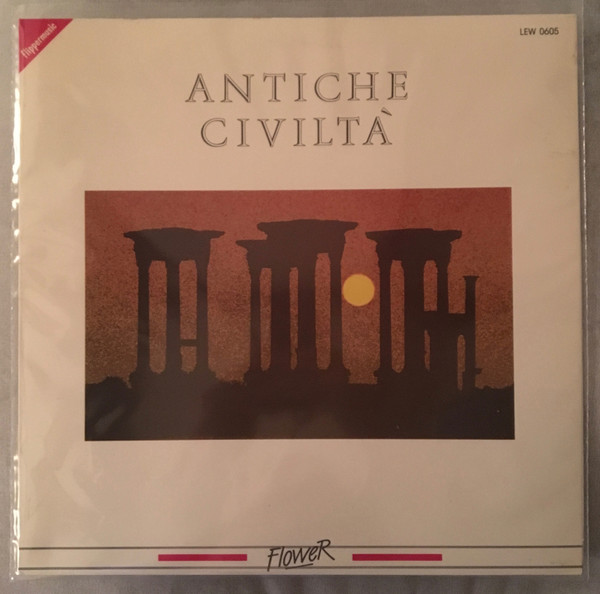 Flippermusic
LEW 0605
ANTICHE
CIVILTÀ
FloweR